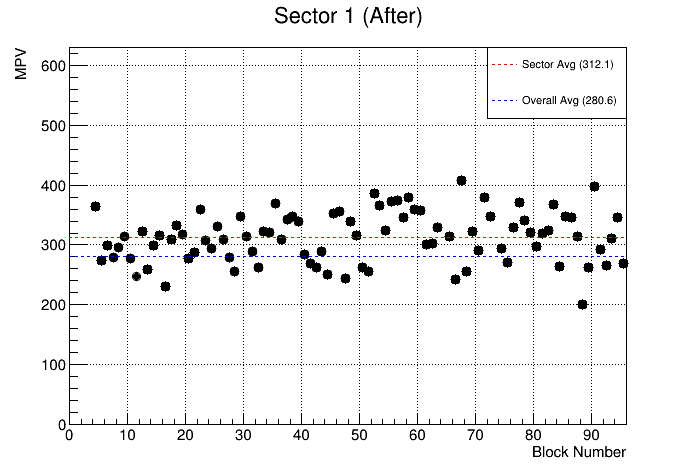 Sector 1 (After)
MPV
600
500
400
300
200
100
0
Sector Avg (312.1)
Overall Avg (280.6)
0 10 20 30 40 50 60 70 80 90
Block Number